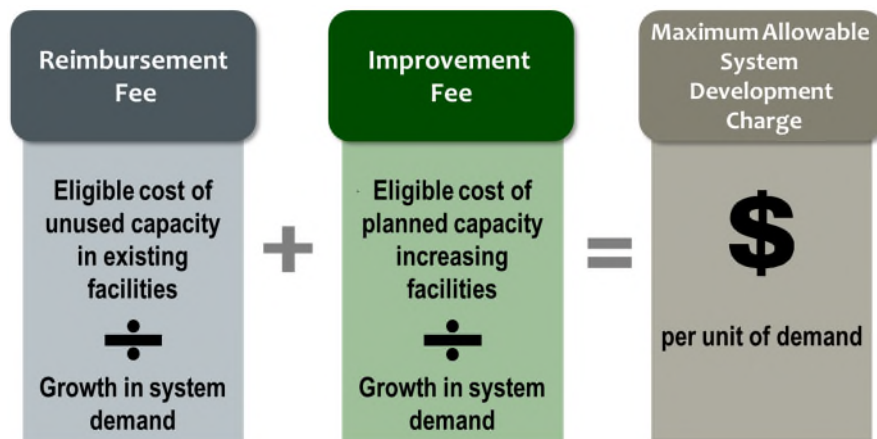 Reimbursement
Fee
Eligible cost of
unused capacity
in existing
facilities
÷
Growth in system
demand
+
Improvement
Fee
Eligible cost of
planned capacity
increasing
facilities
÷
Growth in system
demand
=
Maximum Allowable
System
Development
Charge
$
per unit of demand